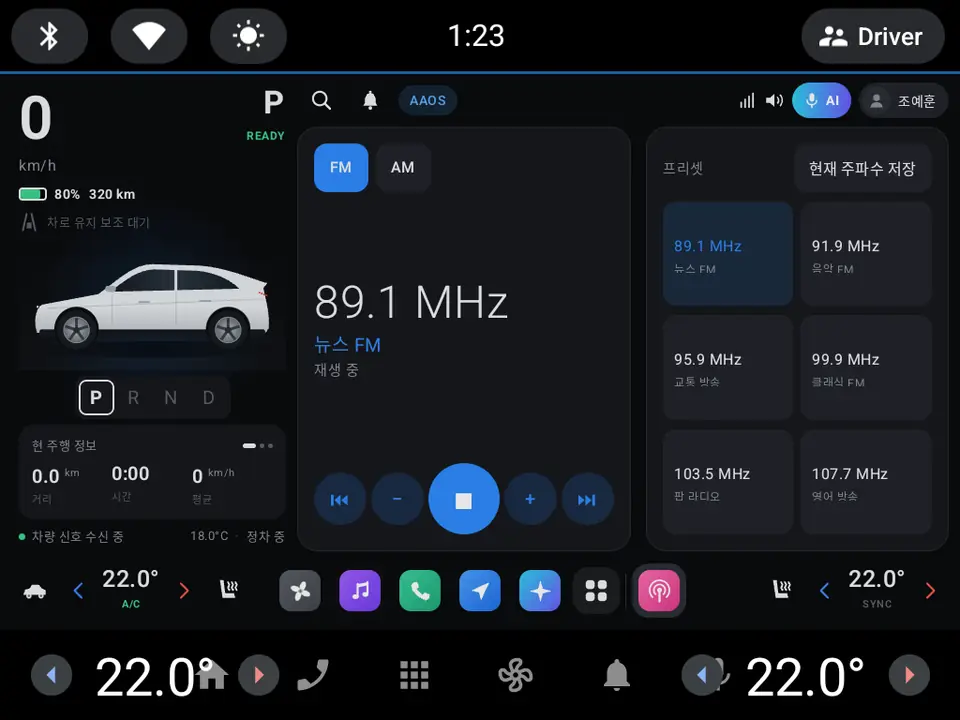 1:23
Driver
0
P
READY
km/h
80% 320 km
차로 유지 보조 대기
AAOS
AI
조예훈
FM
AM
89.1 MHz
뉴스 FM
재생 중
프리셋
현재 주파수 저장
89.1 MHz
뉴스 FM
91.9 MHz
음악 FM
95.9 MHz
교통 방송
99.9 MHz
클래식 FM
103.5 MHz
팝 라디오
107.7 MHz
영어 방송
P R N D
현 주행 정보
0.0 km
거리
0:00
시간
0 km/h
평균
차량 신호 수신 중
18.0°C · 정차 중
22.0°
A/C
22.0°
SYNC
22.0°
22.0°